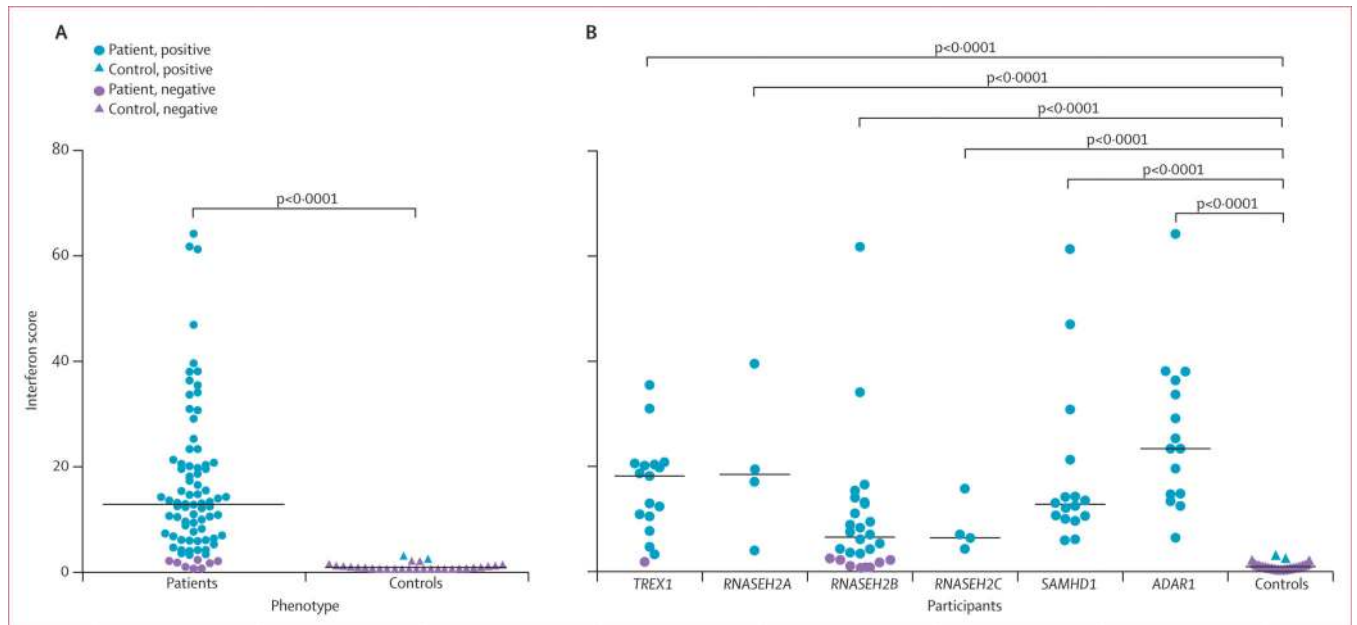 A
Patient, positive
Control, positive
Patient, negative
Control, negative
80
60
40
20
0
Interferon score
p<0·0001
Patients
Controls
Phenotype
B
p<0·0001
p<0·0001
p<0·0001
p<0·0001
p<0·0001
p<0·0001
TREX1
RNASEH2A
RNASEH2B
RNASEH2C
SAMHD1
ADAR1
Controls
Participants